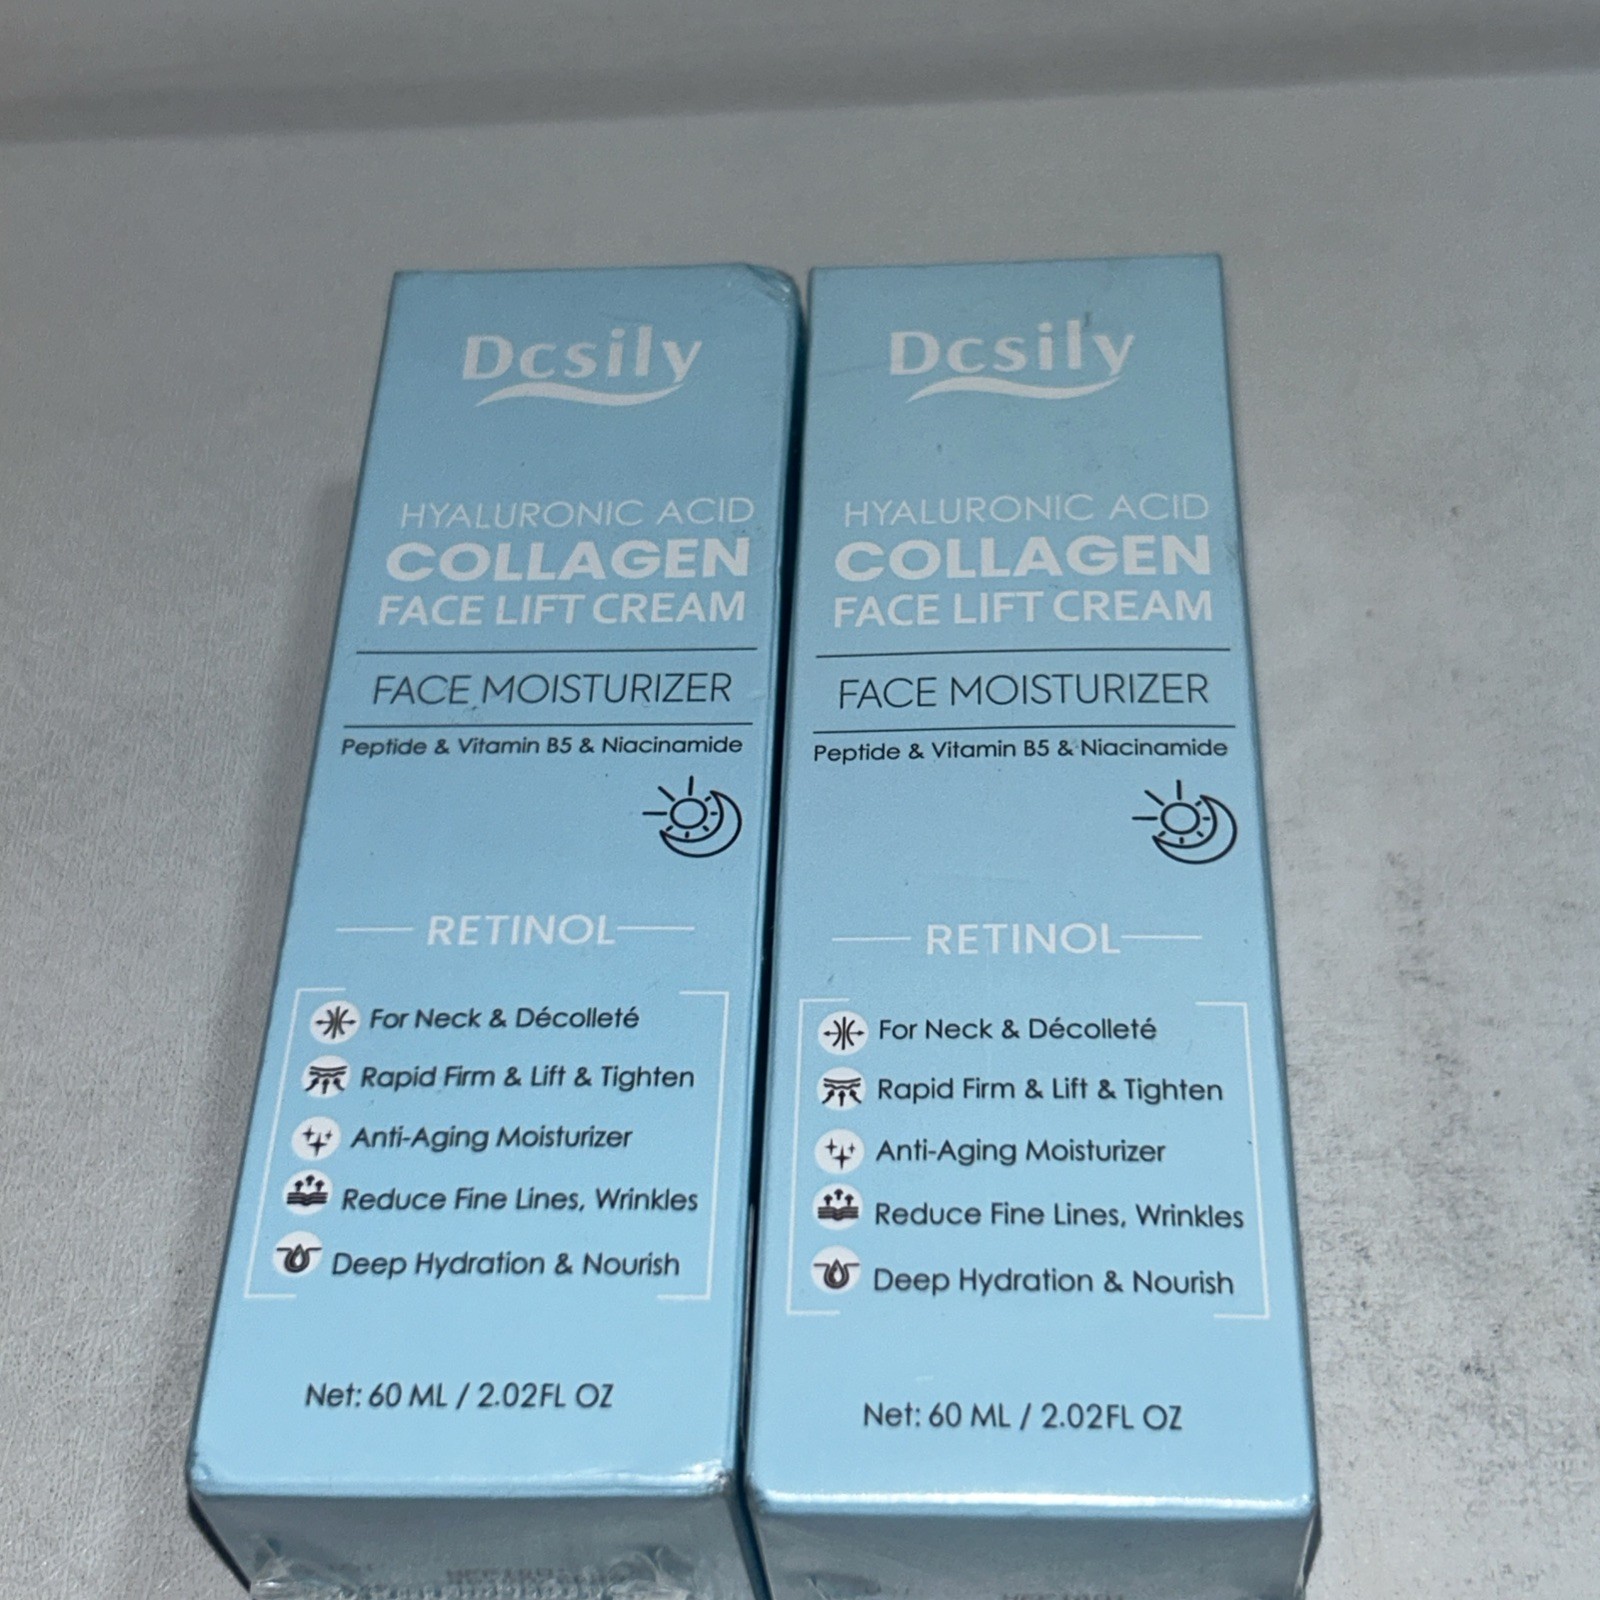 Dcsily
HYALURONIC ACID
COLLAGEN
FACE LIFT CREAM
FACE MOISTURIZER
Peptide & Vitamin B5 & Niacinamide
RETINOL
For Neck & Décolleté
Rapid Firm & Lift & Tighten
Anti-Aging Moisturizer
Reduce Fine Lines, Wrinkles
Deep Hydration & Nourish
Net: 60 ML / 2.02FL OZ
Dcsily
HYALURONIC ACID
COLLAGEN
FACE LIFT CREAM
FACE MOISTURIZER
Peptide & Vitamin B5 & Niacinamide
RETINOL
For Neck & Décolleté
Rapid Firm & Lift & Tighten
Anti-Aging Moisturizer
Reduce Fine Lines, Wrinkles
Deep Hydration & Nourish
Net: 60 ML / 2.02FL OZ